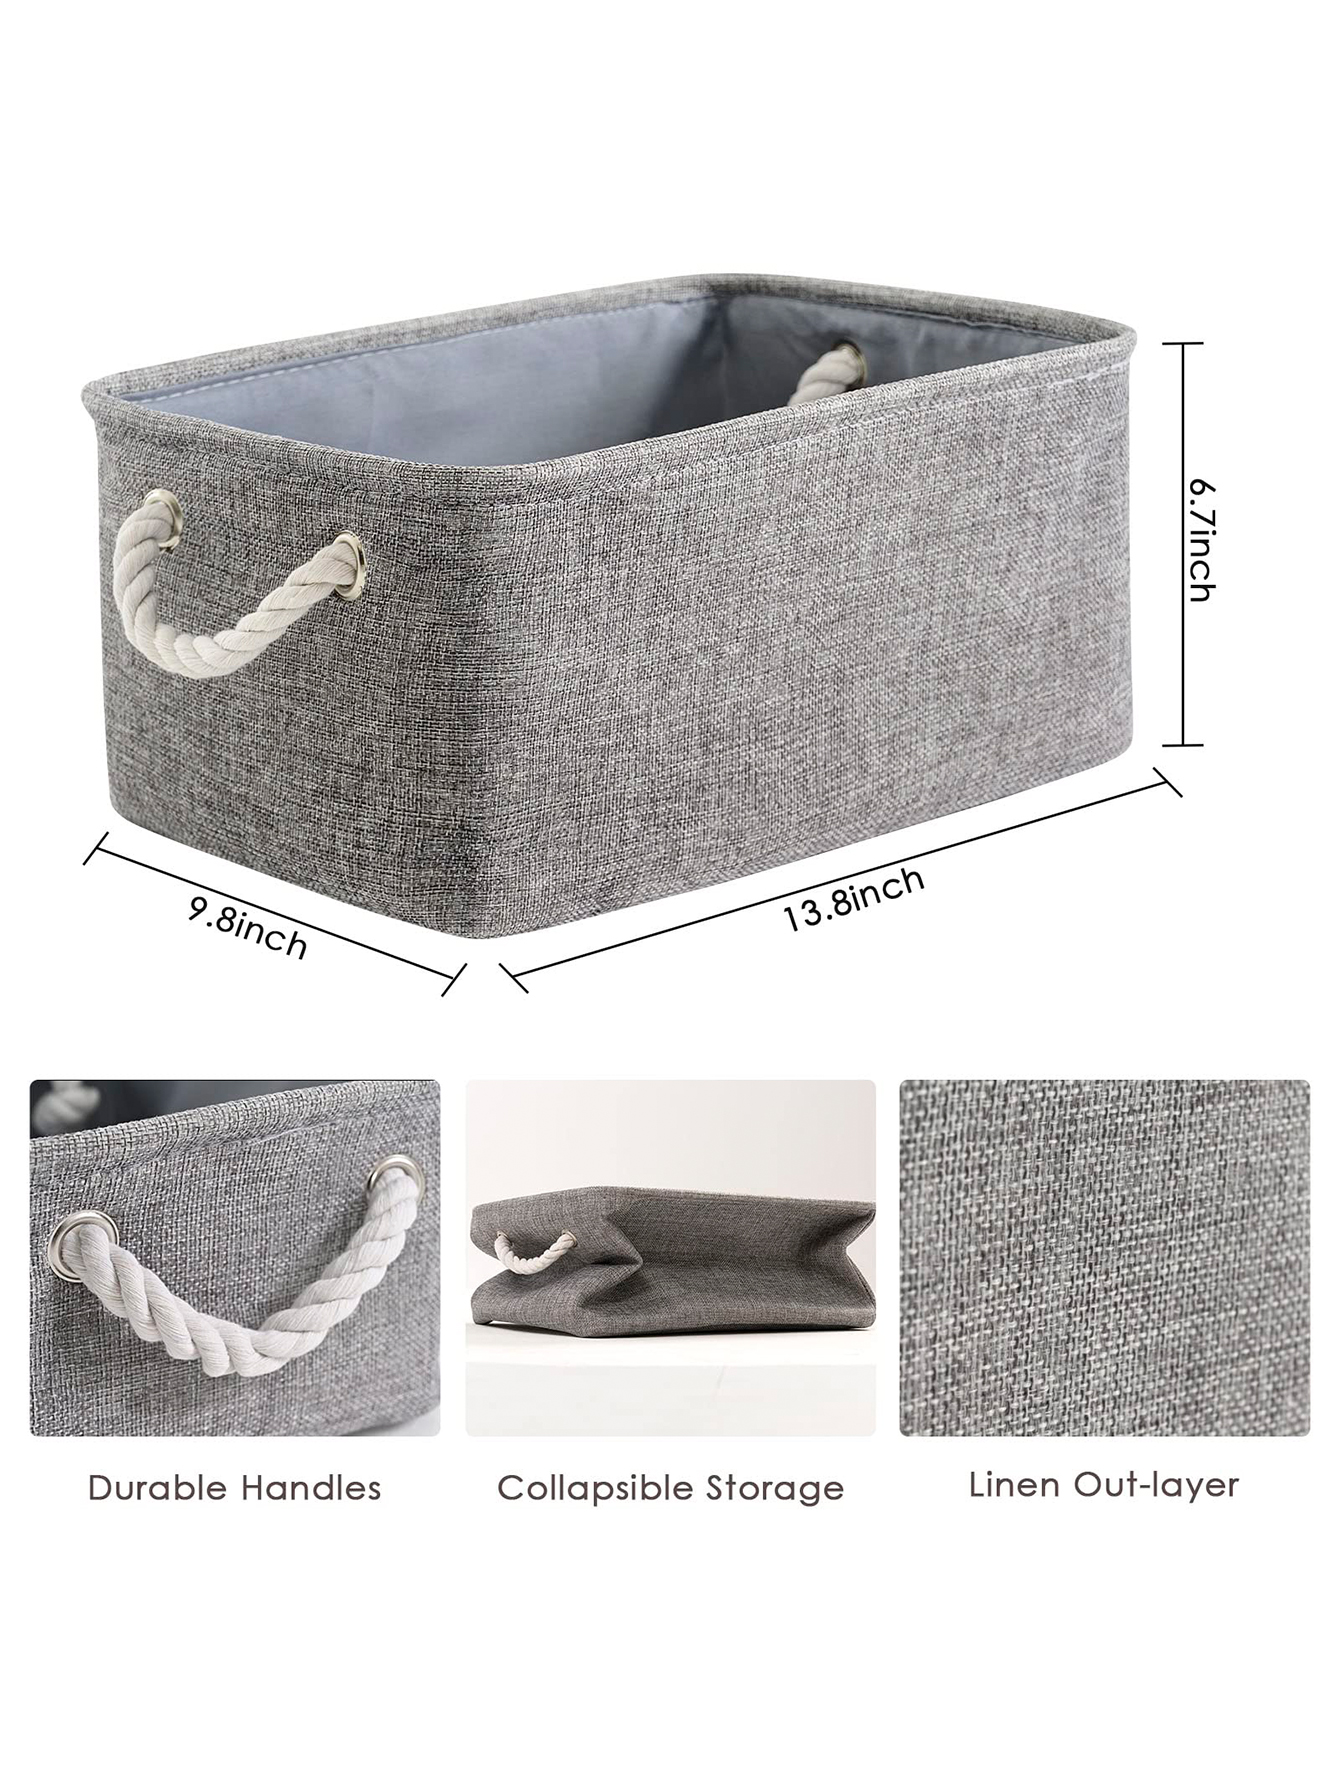 6.7inch
9.8inch
13.8inch
Durable Handles
Collapsible Storage
Linen Out-layer